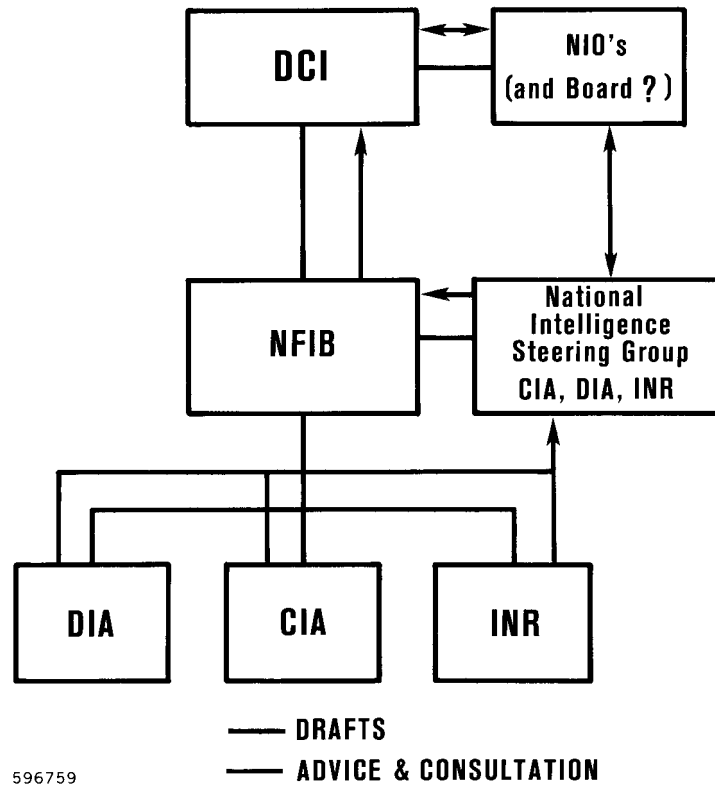 DCI
NIO's
(and Board ?)
NFIB
National
Intelligence
Steering Group
CIA, DIA, INR
DIA
CIA
INR
DRAFTS
ADVICE & CONSULTATION
596759